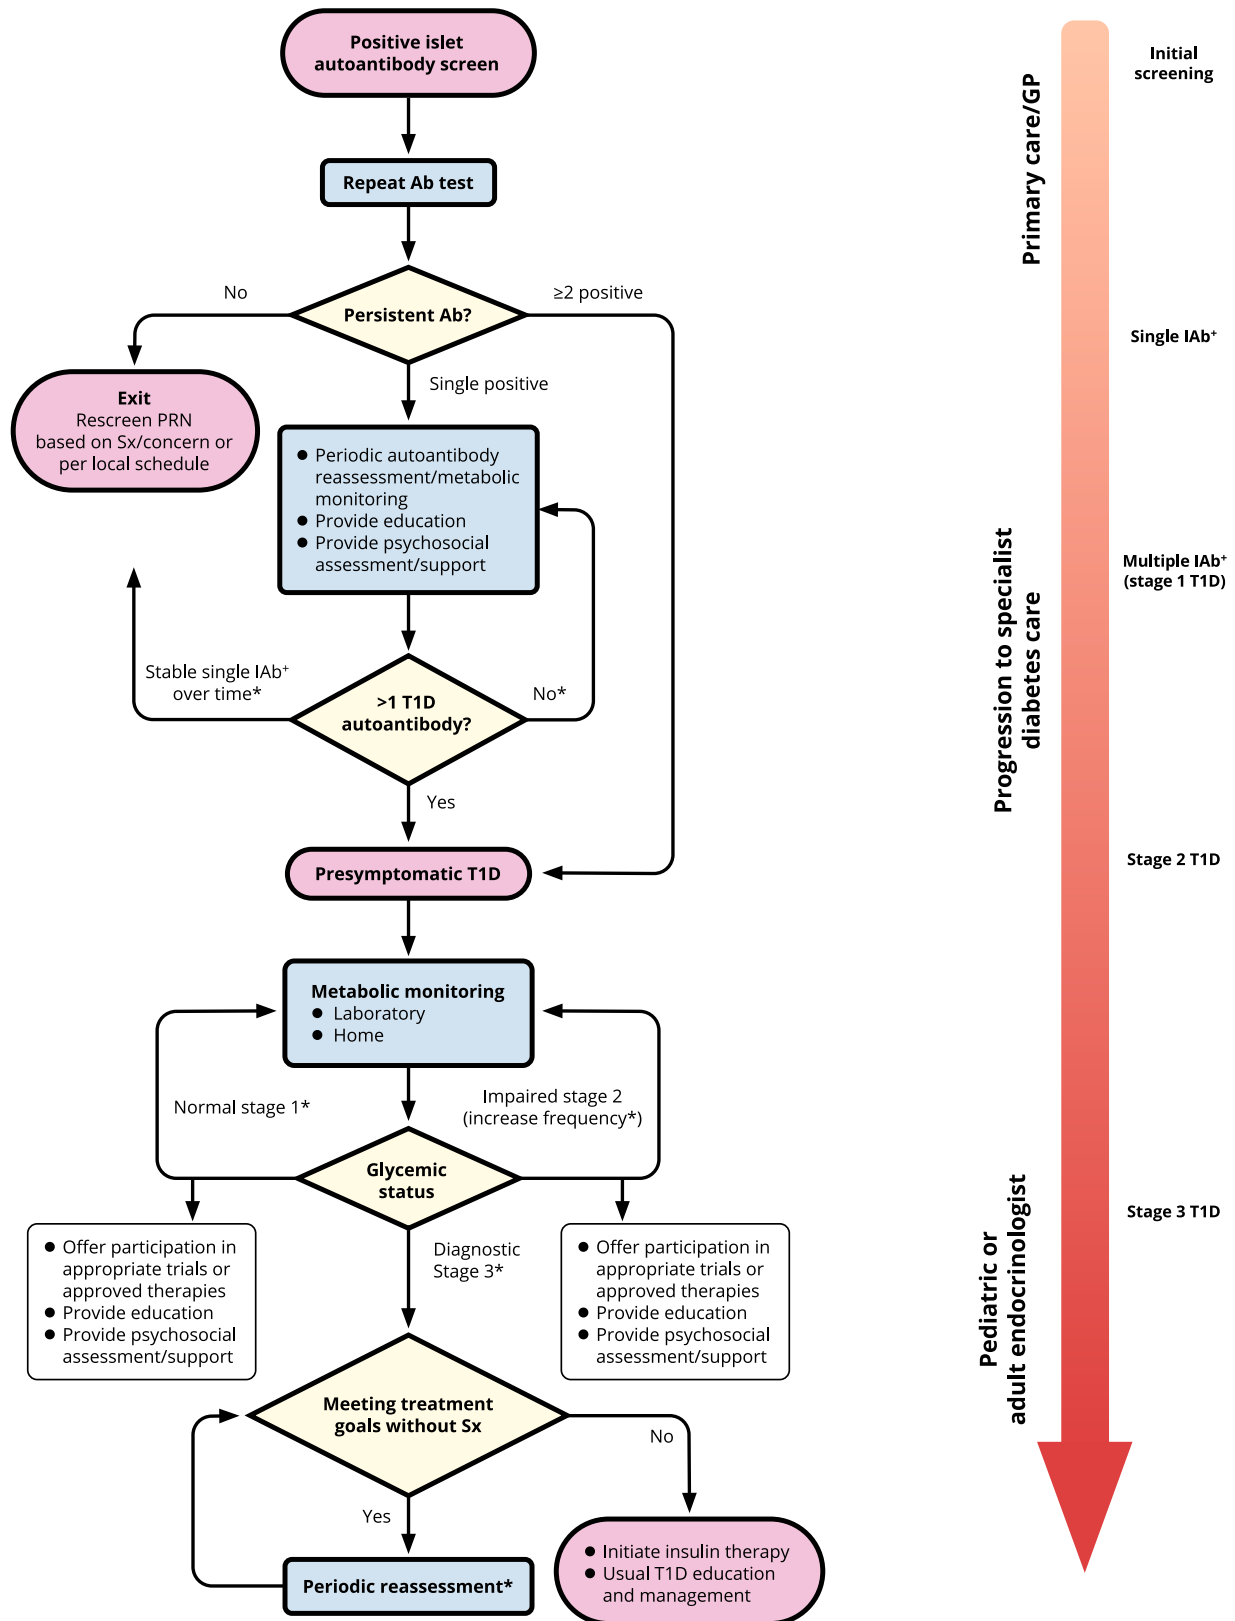 Positive islet
autoantibody screen
Initial
screening
Primary care/GP
Repeat Ab test
No
≥2 positive
Persistent Ab?
Single IAb⁺
Single positive
Exit
Rescreen PRN
based on Sx/concern or
per local schedule
● Periodic autoantibody
reassessment/metabolic
monitoring
● Provide education
● Provide psychosocial
assessment/support
Progression to specialist
diabetes care
Multiple IAb⁺
(stage 1 T1D)
Stable single IAb⁺
over time*
No*
>1 T1D
autoantibody?
Yes
Stage 2 T1D
Presymptomatic T1D
Metabolic monitoring
● Laboratory
● Home
Normal stage 1*
Impaired stage 2
(increase frequency*)
Glycemic
status
Stage 3 T1D
Pediatric or
adult endocrinologist
● Offer participation in
appropriate trials or
approved therapies
● Provide education
● Provide psychosocial
assessment/support
Diagnostic
Stage 3*
● Offer participation in
appropriate trials or
approved therapies
● Provide education
● Provide psychosocial
assessment/support
Meeting treatment
goals without Sx
No
Yes
Periodic reassessment*
● Initiate insulin therapy
● Usual T1D education
and management